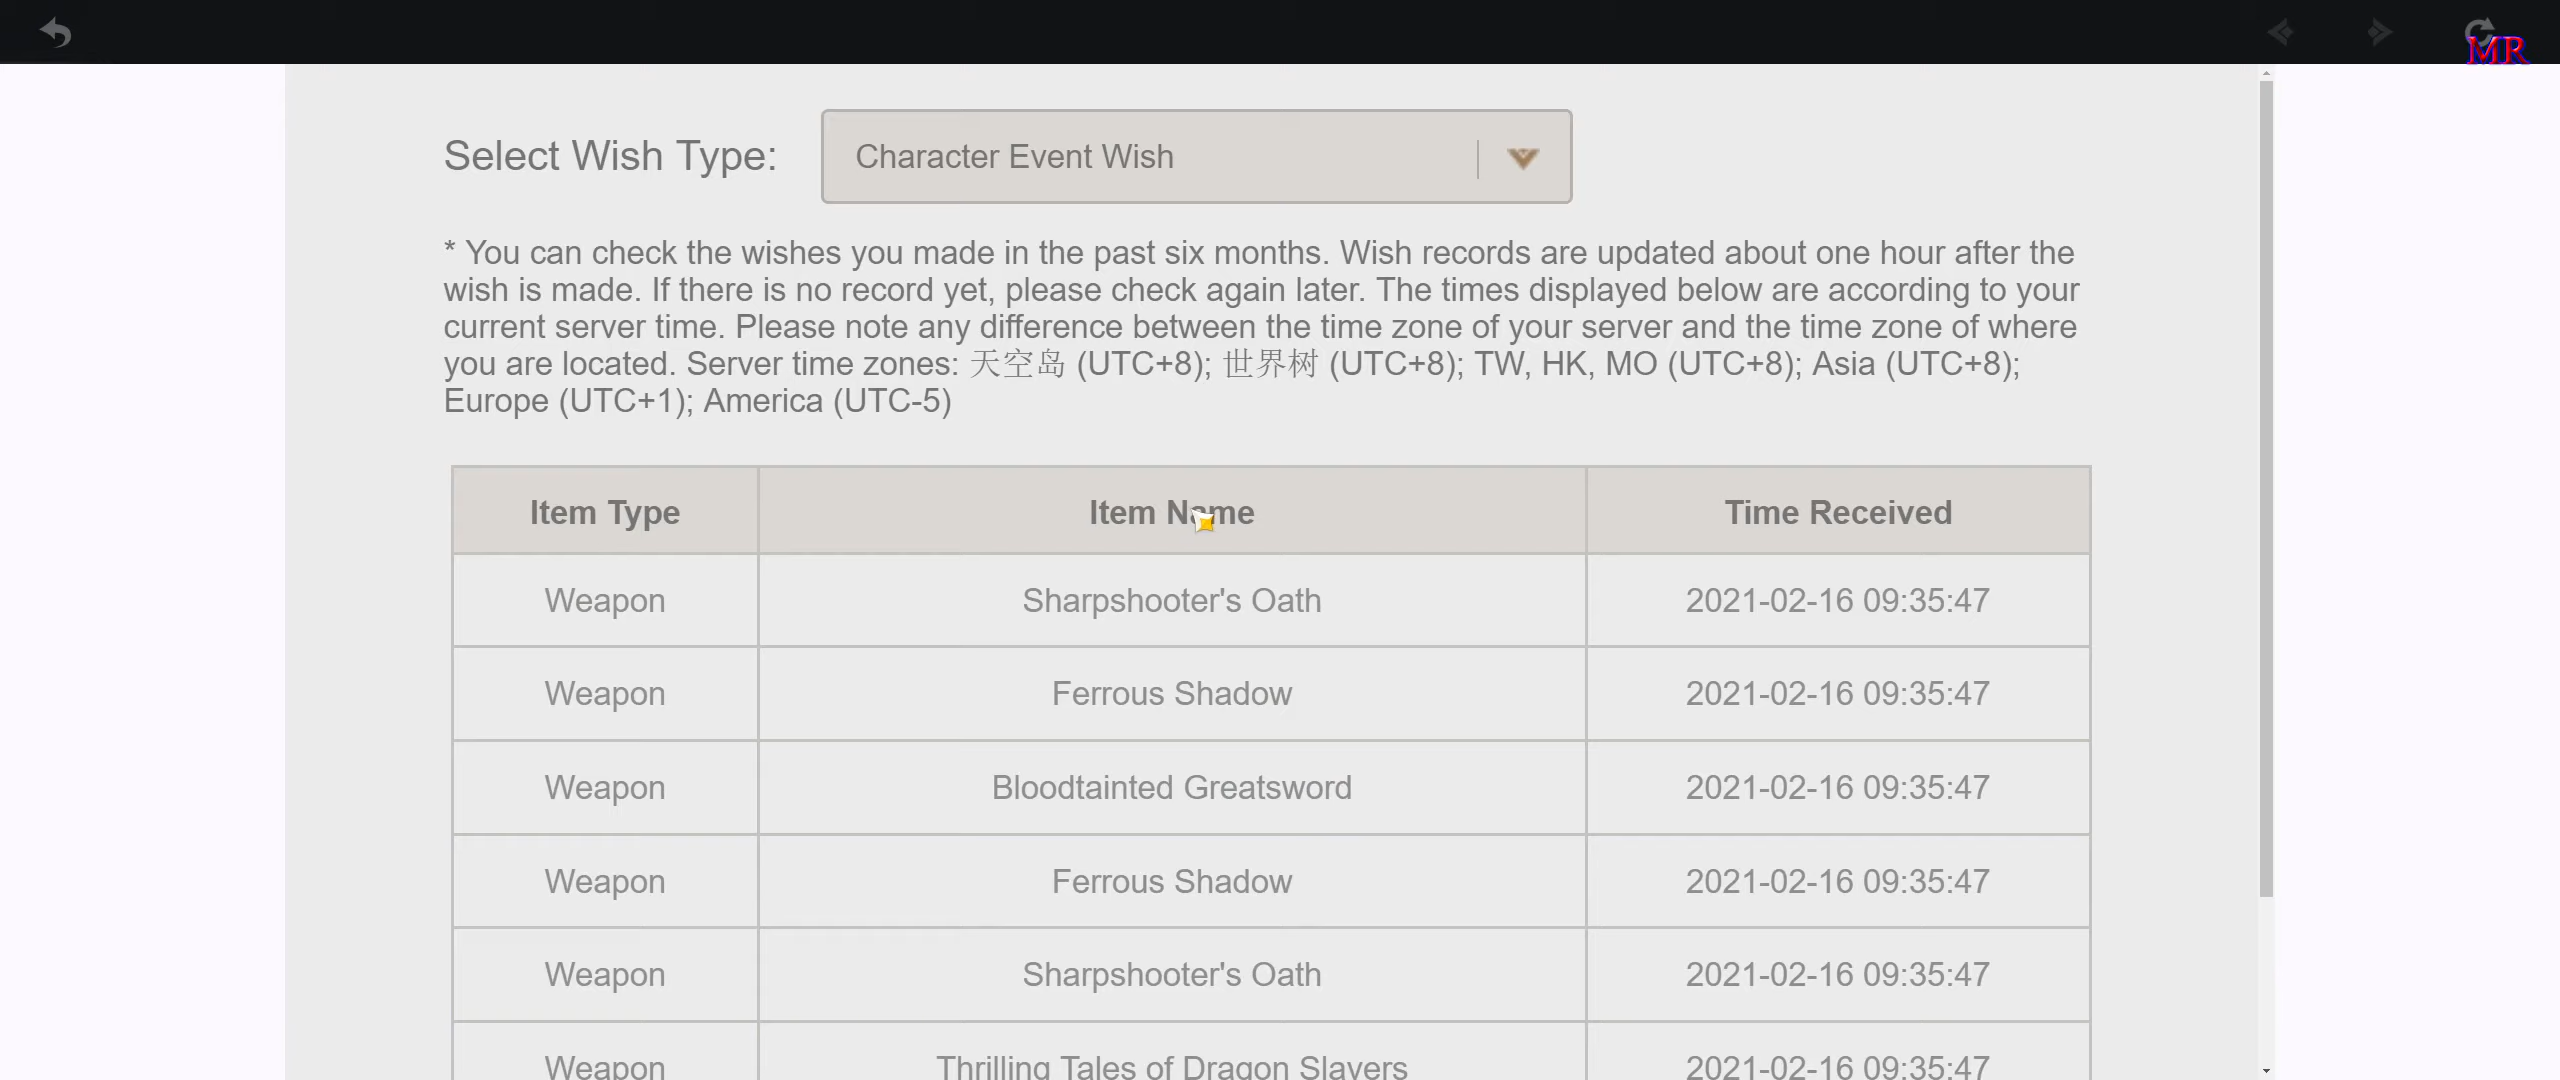 MR
Select Wish Type: Character Event Wish
* You can check the wishes you made in the past six months. Wish records are updated about one hour after the
wish is made. If there is no record yet, please check again later. The times displayed below are according to your
current server time. Please note any difference between the time zone of your server and the time zone of where
you are located. Server time zones: 天空岛 (UTC+8); 世界树 (UTC+8); TW, HK, MO (UTC+8); Asia (UTC+8);
Europe (UTC+1); America (UTC-5)
Item Type Item Name Time Received
Weapon Sharpshooter's Oath 2021-02-16 09:35:47
Weapon Ferrous Shadow 2021-02-16 09:35:47
Weapon Bloodtainted Greatsword 2021-02-16 09:35:47
Weapon Ferrous Shadow 2021-02-16 09:35:47
Weapon Sharpshooter's Oath 2021-02-16 09:35:47
Weapon Thrilling Tales of Dragon Slayers 2021-02-16 09:35:47